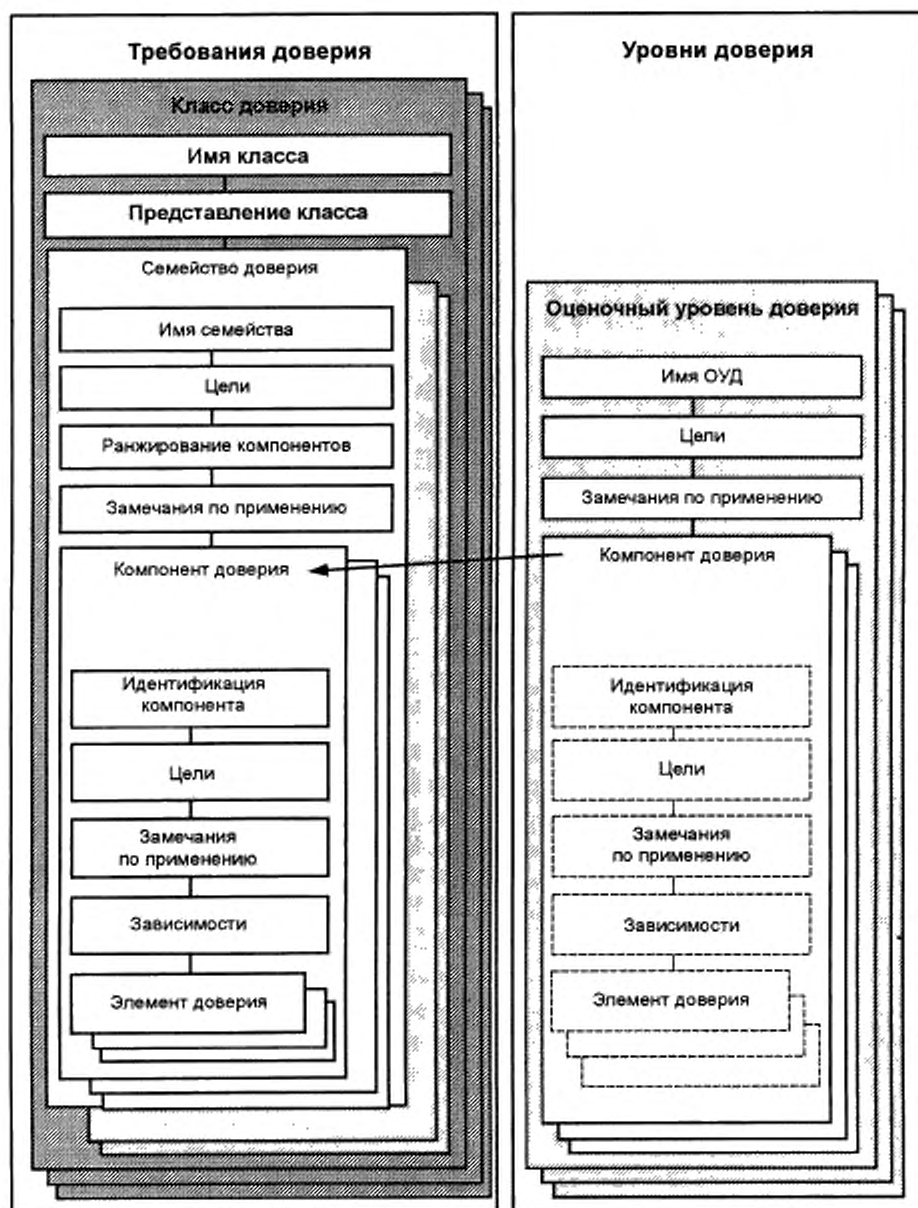 Требования доверия
Класс доверия
Имя класса
Представление класса
Семейство доверия
Имя семейства
Цели
Ранжирование компонентов
Замечания по применению
Компонент доверия
Идентификация
компонента
Цели
Замечания
по применению
Зависимости
Элемент доверия
Уровни доверия
Оценочный уровень доверия
Имя ОУД
Цели
Замечания по применению
Компонент доверия
Идентификация
компонента
Цели
Замечания
по применению
Зависимости
Элемент доверия